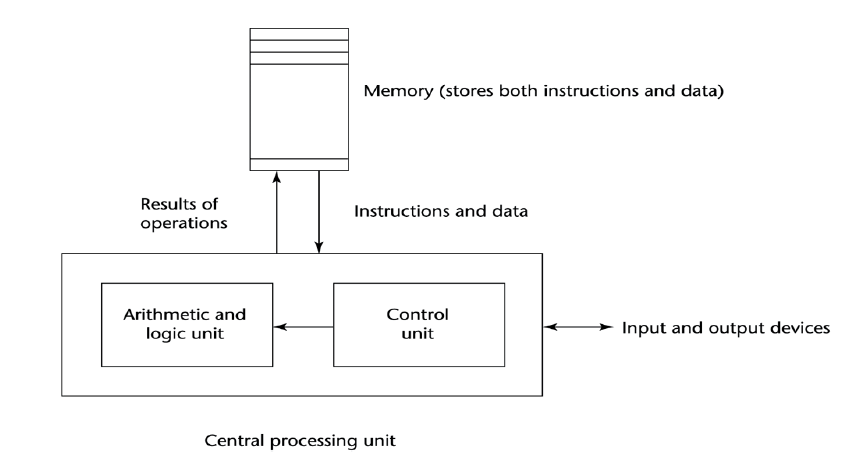 Memory (stores both instructions and data)
Results of
operations
Instructions and data
Arithmetic and
logic unit
Control
unit
Input and output devices
Central processing unit